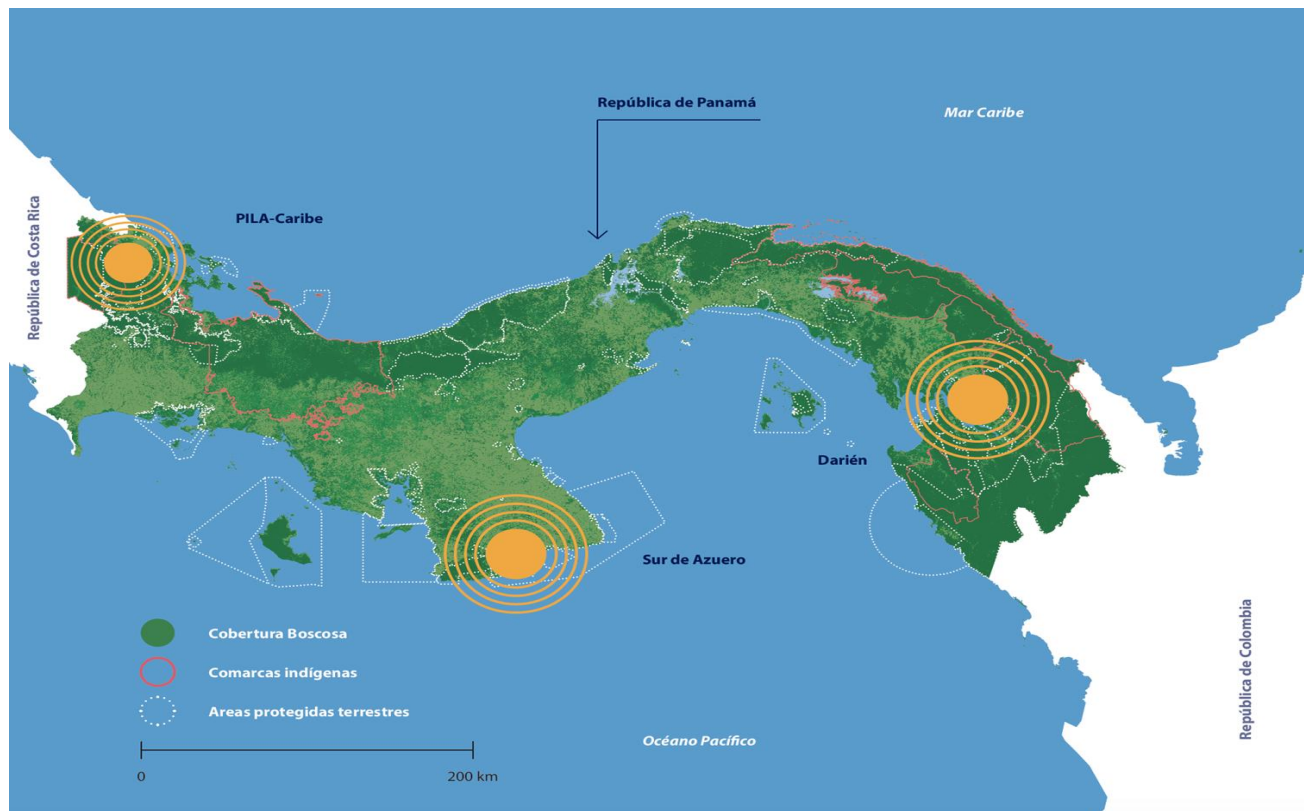 República de Panamá
Mar Caribe
República de Costa Rica
PILA-Caribe
Darién
Sur de Azuero
Cobertura Boscosa
Comarcas indígenas
Areas protegidas terrestres
República de Colombia
Océano Pacífico
0
200 km